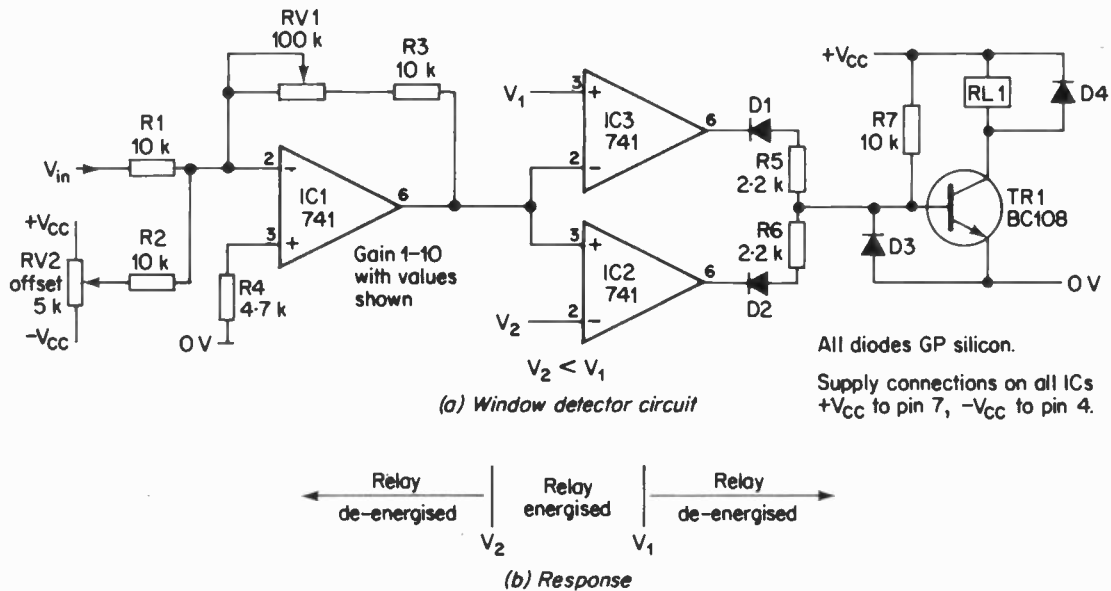 RV1
100 k
R3
10 k
R1
10 k
Vin
+VCC
RV2
offset
5 k
−VCC
R2
10 k
2
−
IC1
741
6
3
+
R4
4·7 k
0 V
Gain 1–10
with values
shown
V1
3
+
IC3
741
6
2
−
3
+
IC2
741
6
2
−
V2
V2 < V1
D1
R5
2·2 k
R6
2·2 k
D2
+VCC
R7
10 k
RL1
D4
D3
TR1
BC108
0 V
All diodes GP silicon.
Supply connections on all ICs
+VCC to pin 7, −VCC to pin 4.
(a) Window detector circuit
Relay
de-energised
Relay
energised
Relay
de-energised
V2
V1
(b) Response